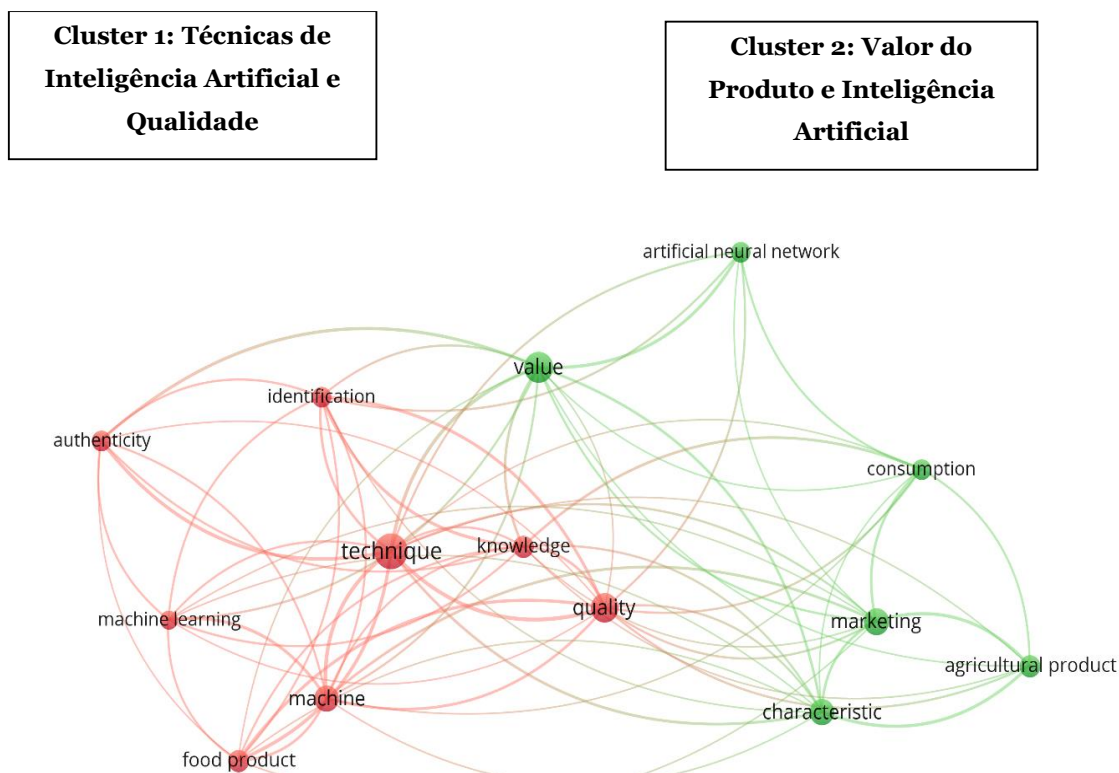 Cluster 1: Técnicas de
Inteligência Artificial e
Qualidade
Cluster 2: Valor do
Produto e Inteligência
Artificial
artificial neural network
value
identification
authenticity
consumption
technique
knowledge
quality
machine learning
marketing
agricultural product
machine
characteristic
food product